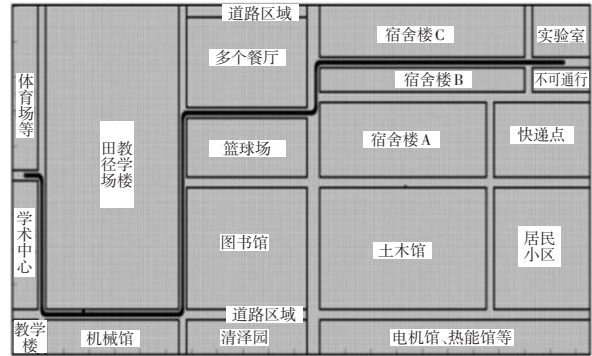 道路区域
宿舍楼C
实验室
多个餐厅
宿舍楼B
不可通行
体育场等
田径场
教学楼
篮球场
宿舍楼A
快递点
学术中心
图书馆
土木馆
居民
小区
道路区域
教学
楼
机械馆
清泽园
电机馆、热能馆等